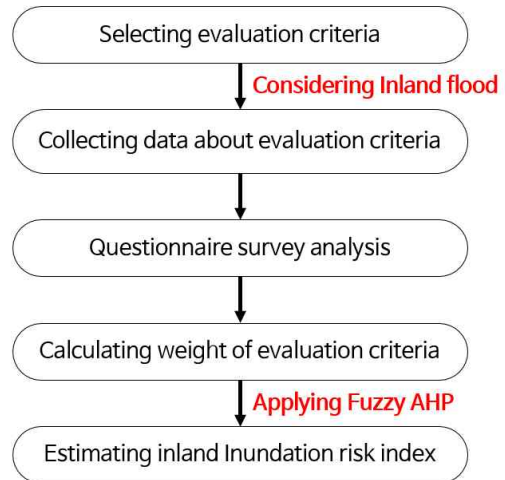 Selecting evaluation criteria
Considering Inland flood
Collecting data about evaluation criteria
Questionnaire survey analysis
Calculating weight of evaluation criteria
Applying Fuzzy AHP
Estimating inland Inundation risk index